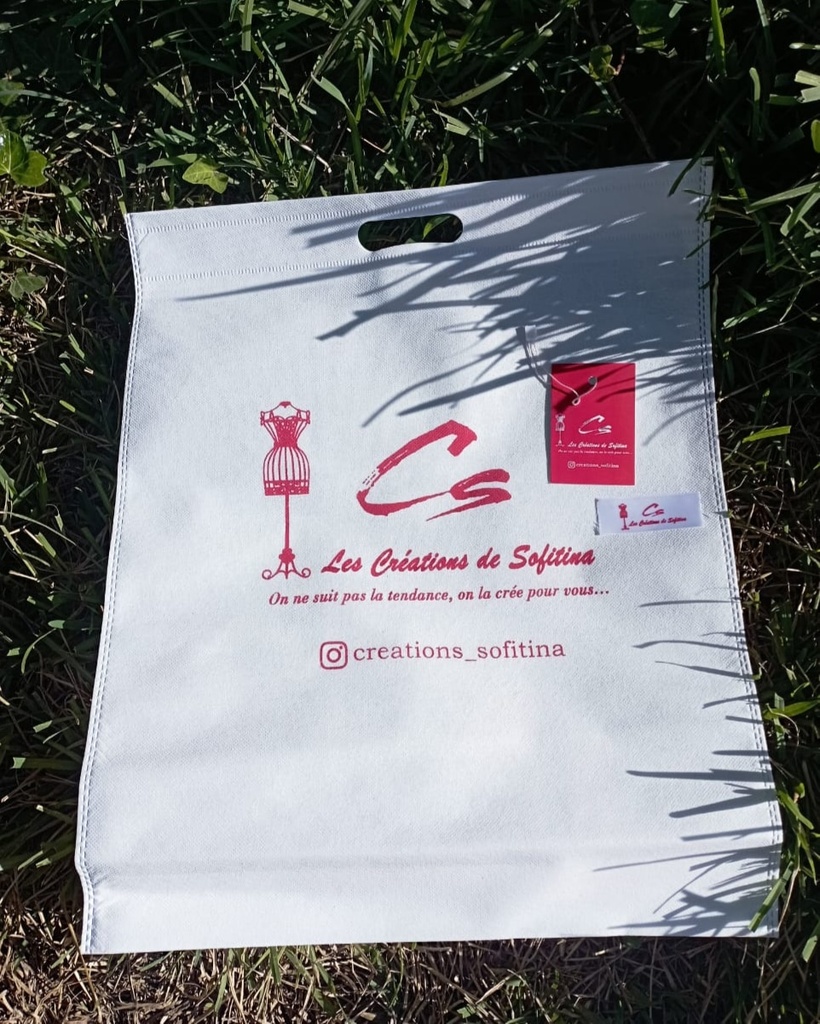 Cs
Les Créations de Sofitina
On ne suit pas la tendance, on la crée pour vous...
creations_sofitina
Cs
Les Créations de Sofitina
creations_sofitina
Cs
Les Créations de Sofitina